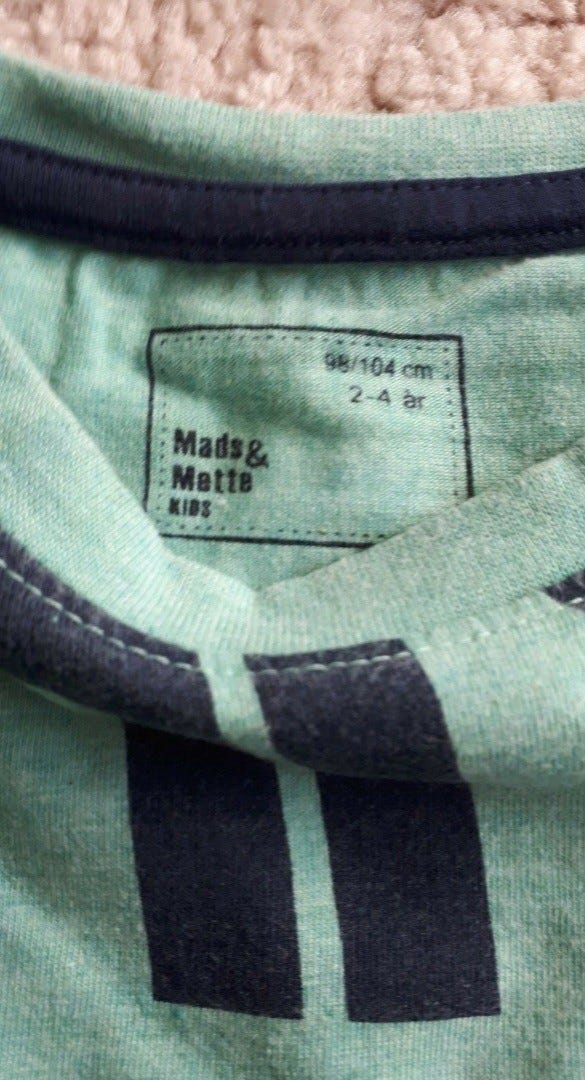 98/104 cm
2-4 år
Mads&
Mette
KIDS